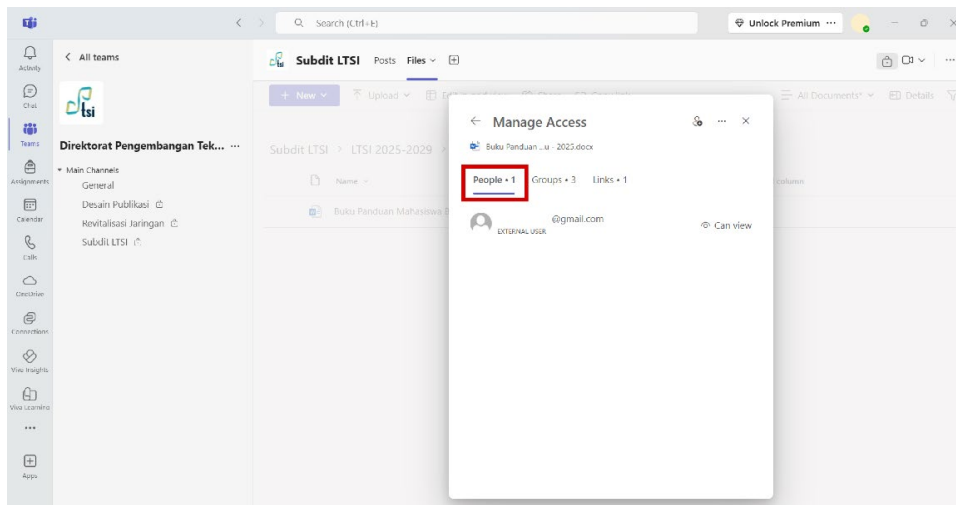 Search (Ctrl+E)
Unlock Premium ···
Activity
Chat
Teams
Assignments
Calendar
Calls
OneDrive
Connections
Viva Insights
Viva Learning
Apps
All teams
ltsi
Direktorat Pengembangan Tek... ···
Main Channels
General
Desain Publikasi
Revitalisasi Jaringan
Subdit LTSI
Subdit LTSI Posts Files
+ New Upload
All Documents* Details
Subdit LTSI > LTSI 2025-2029 >
Name
column
Buku Panduan Mahasiswa B
Manage Access
Buku Panduan ...u - 2025.docx
People • 1 Groups • 3 Links • 1
@gmail.com
EXTERNAL USER
Can view